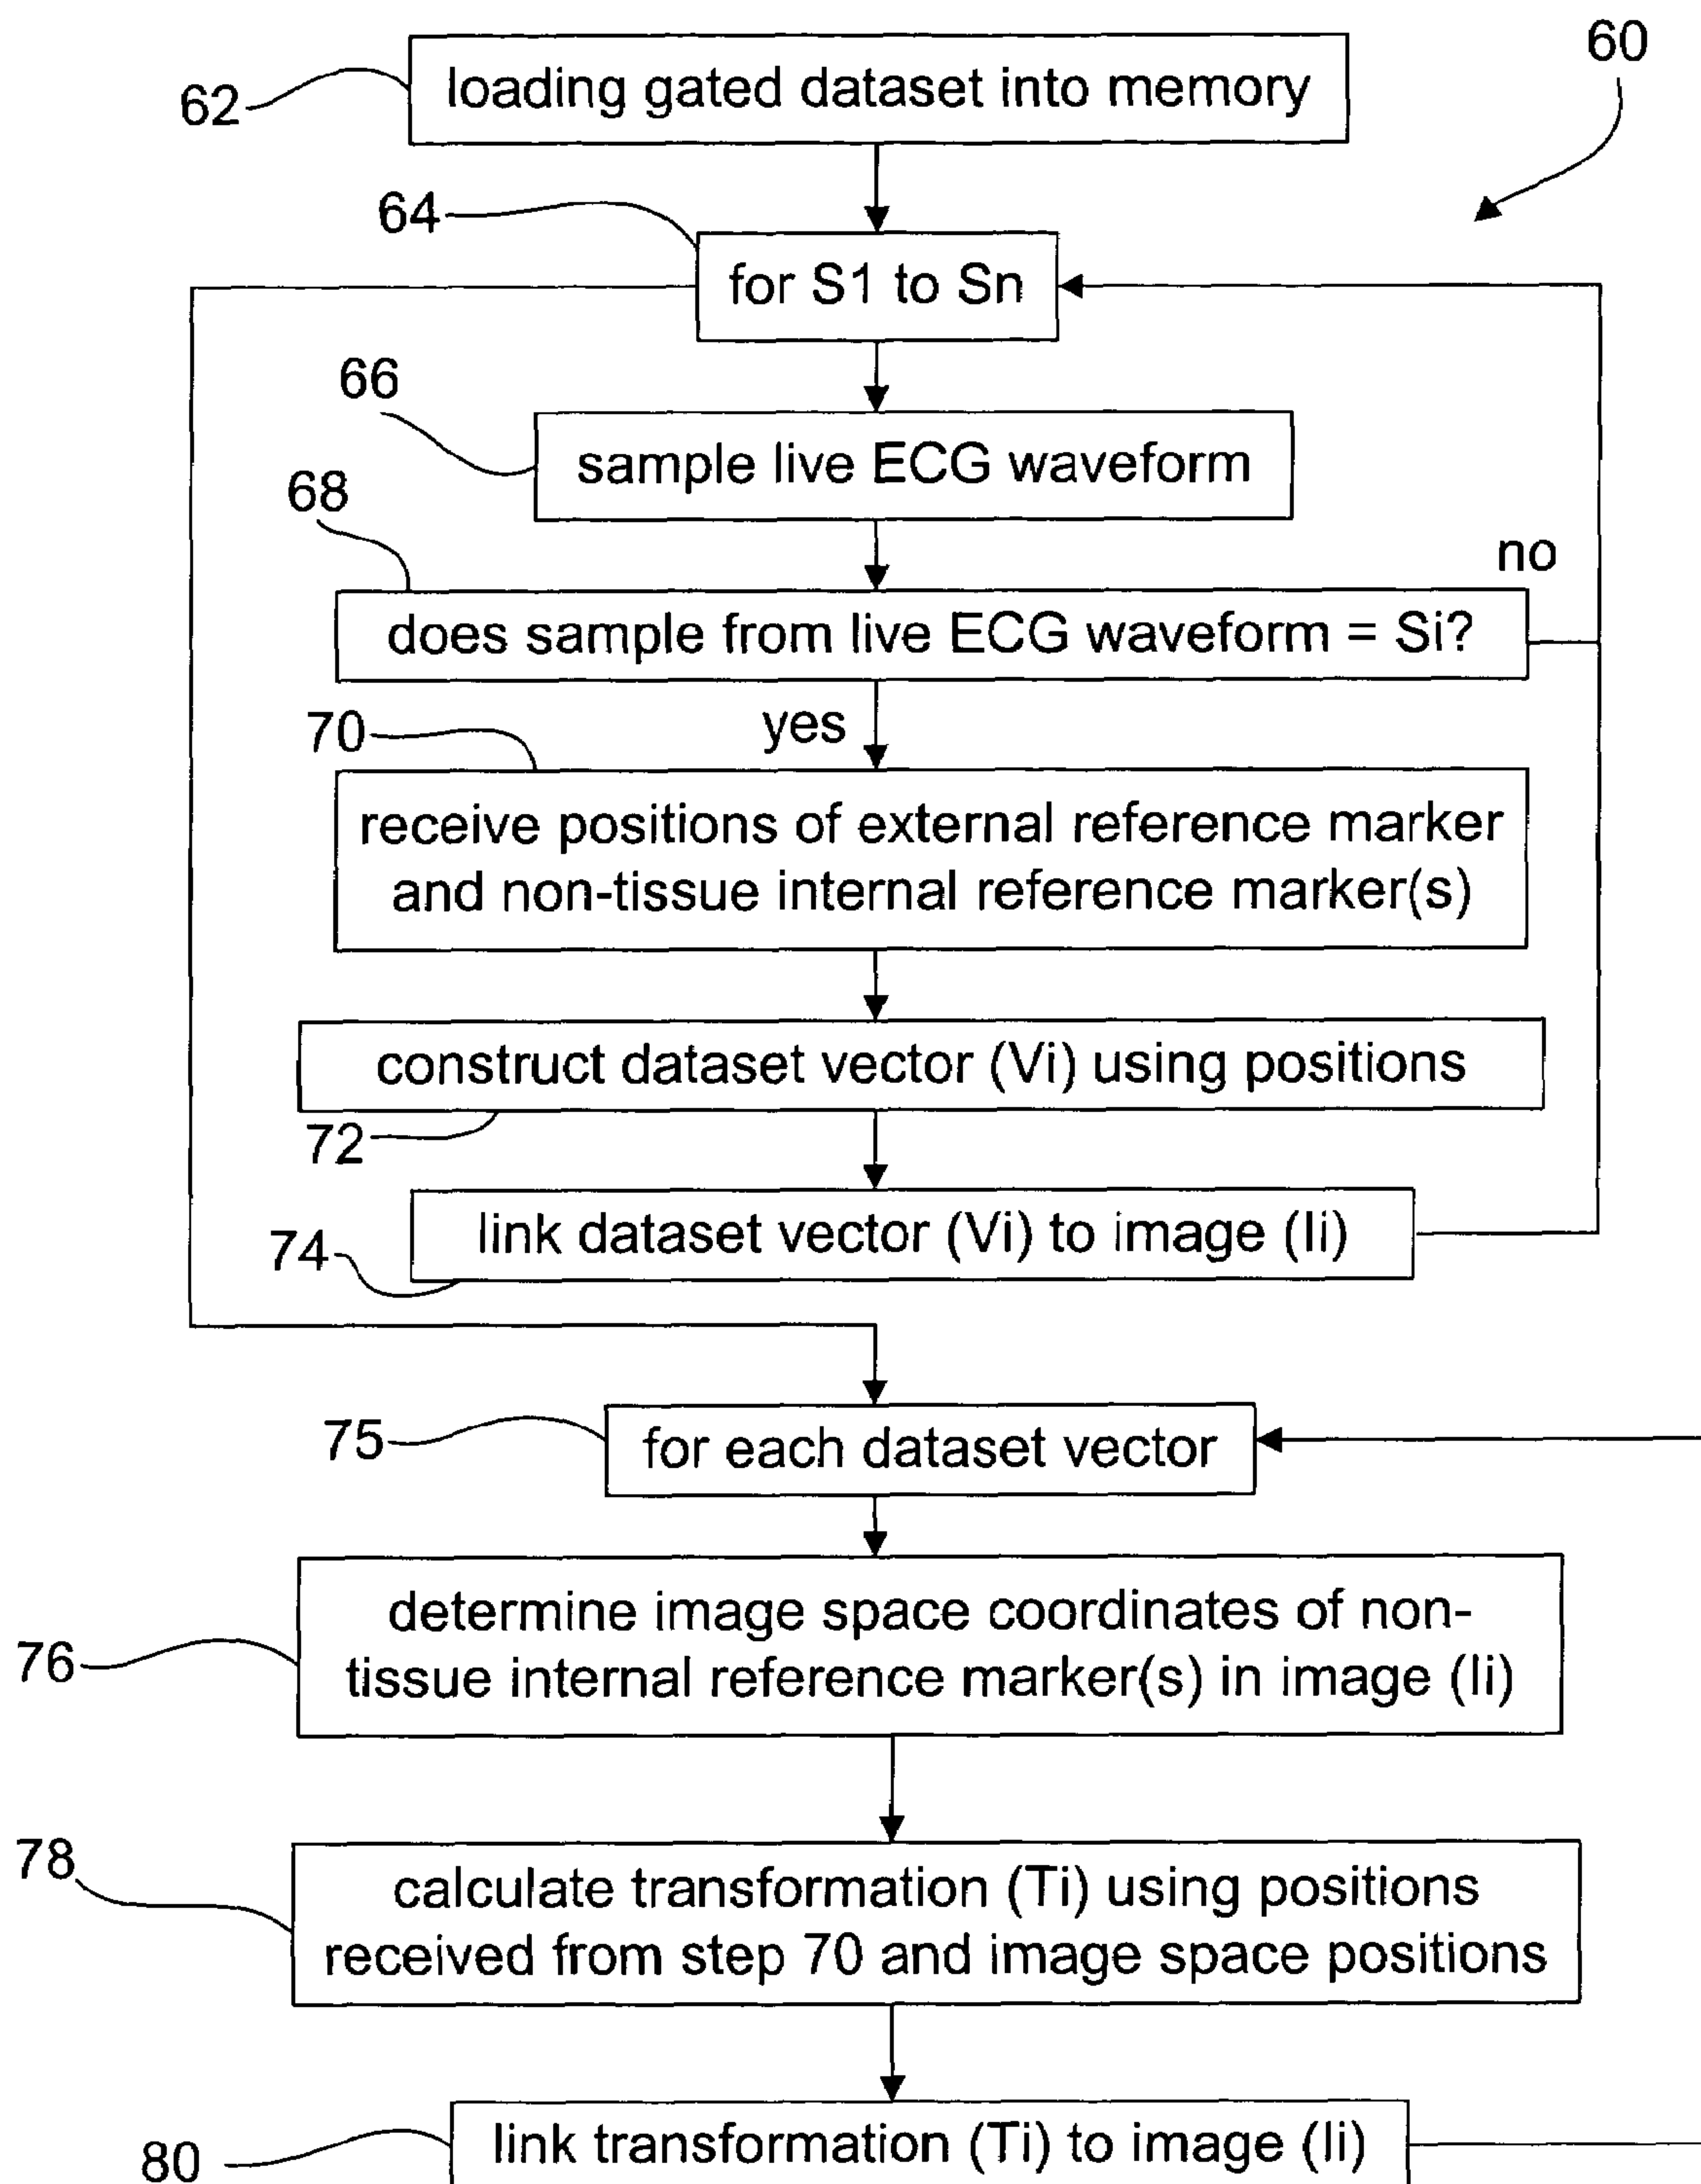 60
62
loading gated dataset into memory
64
for S1 to Sn
66
sample live ECG waveform
68
no
does sample from live ECG waveform = Si?
yes
70
receive positions of external reference marker
and non-tissue internal reference marker(s)
construct dataset vector (Vi) using positions
72
link dataset vector (Vi) to image (Ii)
74
75
for each dataset vector
determine image space coordinates of non-
tissue internal reference marker(s) in image (Ii)
76
78
calculate transformation (Ti) using positions
received from step 70 and image space positions
link transformation (Ti) to image (Ii)
80